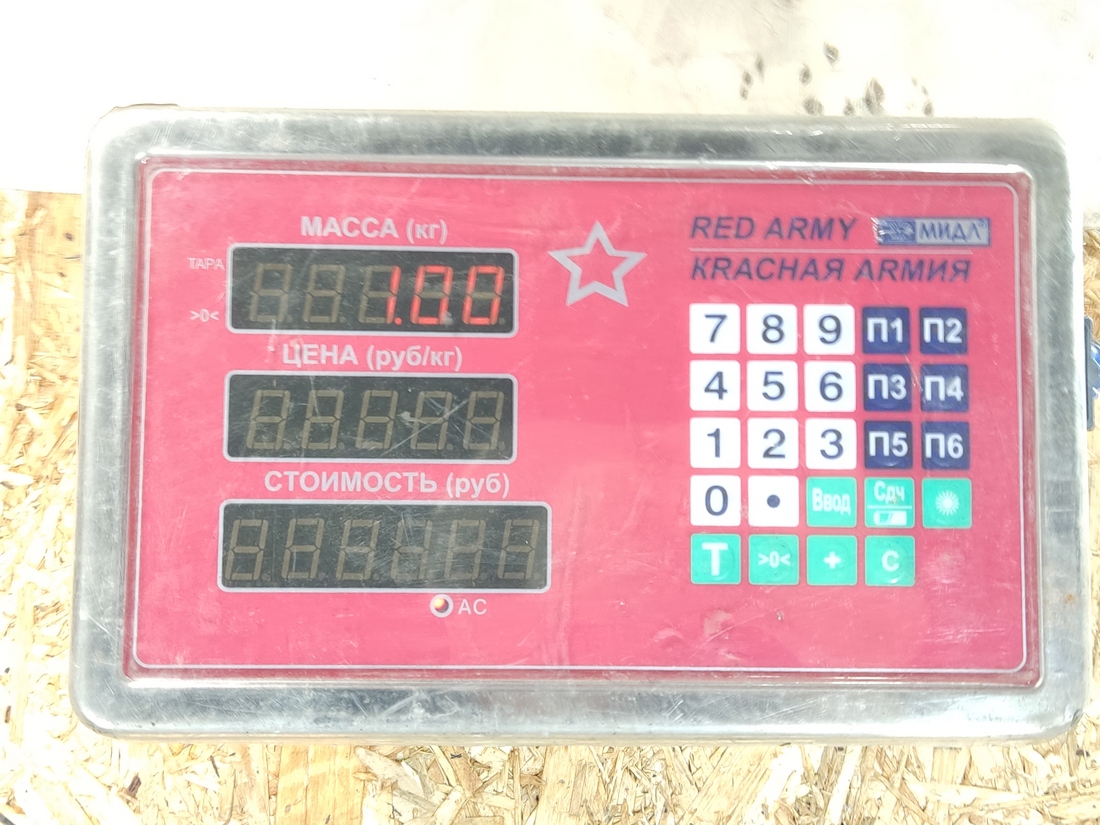 МАССА (кг)
ТАРА
1.00
>0<
ЦЕНА (руб/кг)
СТОИМОСТЬ (руб)
AC
RED ARMY МИДЛ
КRАСНАЯ АRМИЯ
7 8 9 П1 П2
4 5 6 П3 П4
1 2 3 П5 П6
0 • Ввод Сдч
T >0< + C